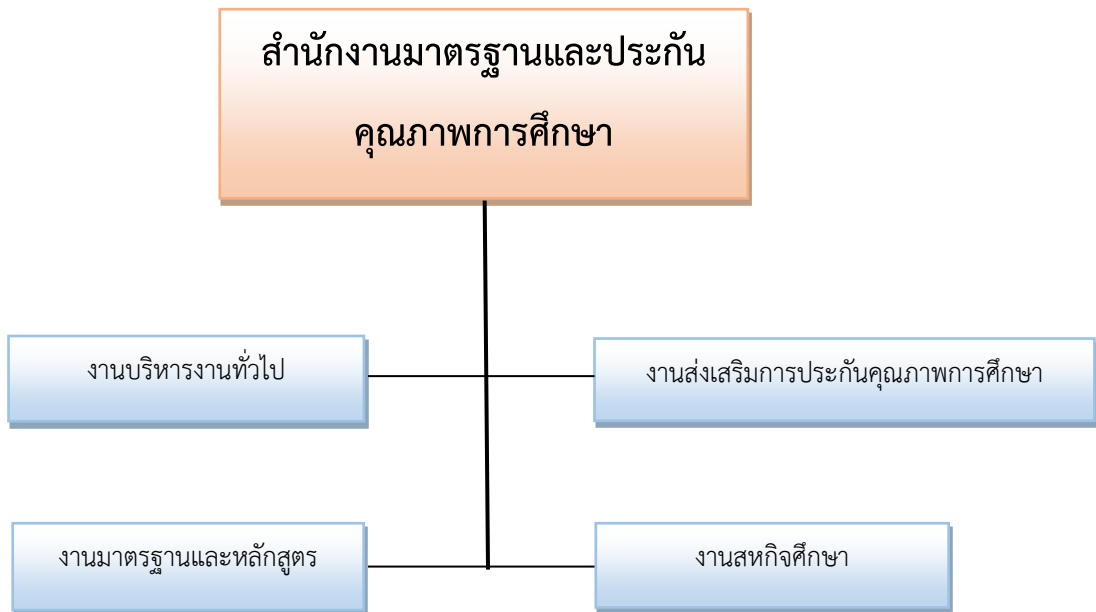 สำนักงานมาตรฐานและประกัน
คุณภาพการศึกษา
งานบริหารงานทั่วไป
งานส่งเสริมการประกันคุณภาพการศึกษา
งานมาตรฐานและหลักสูตร
งานสหกิจศึกษา